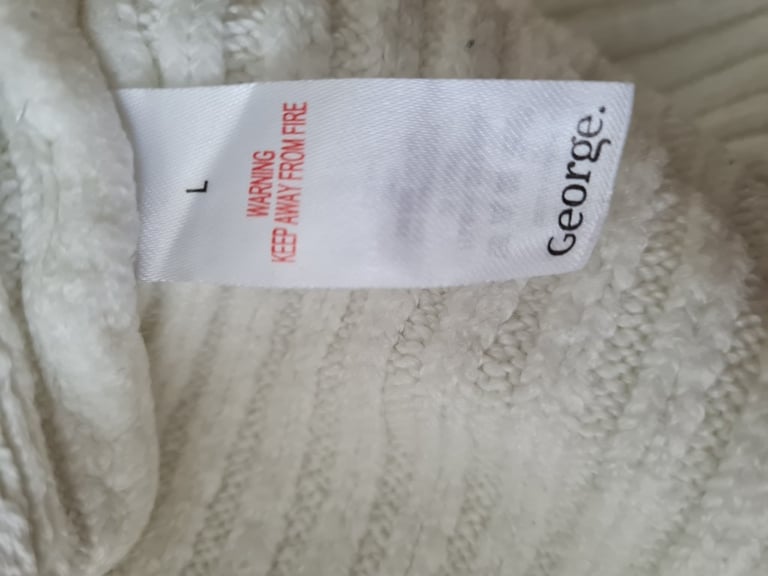 L
WARNING
KEEP AWAY FROM FIRE
George.